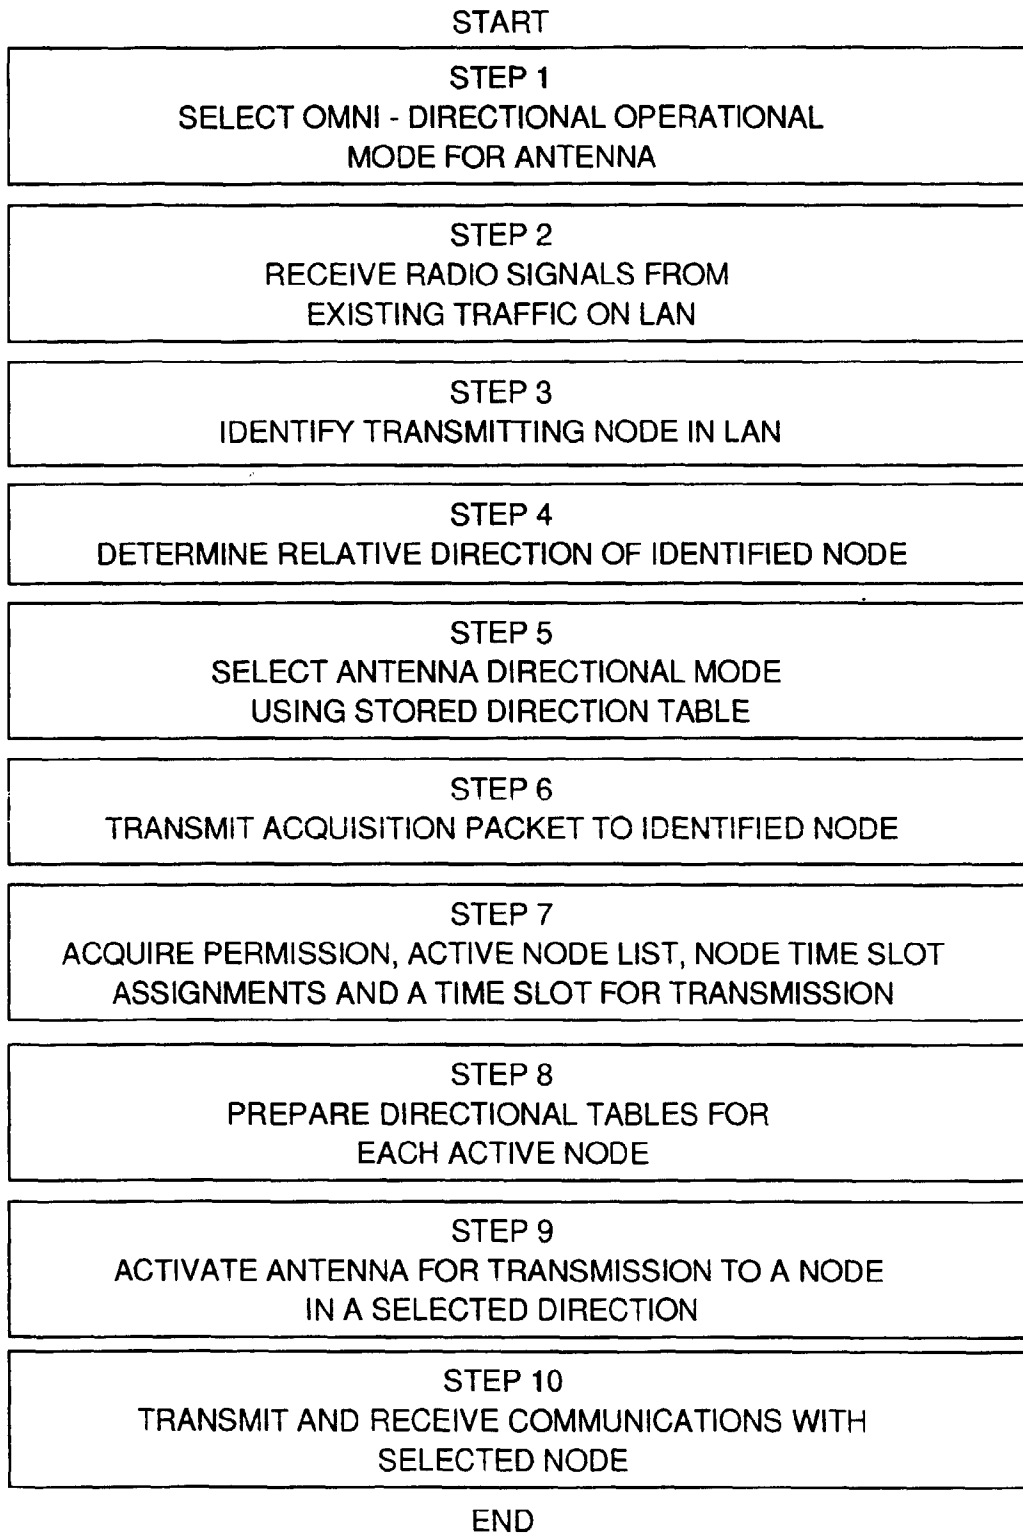 START
STEP 1
SELECT OMNI - DIRECTIONAL OPERATIONAL
MODE FOR ANTENNA
STEP 2
RECEIVE RADIO SIGNALS FROM
EXISTING TRAFFIC ON LAN
STEP 3
IDENTIFY TRANSMITTING NODE IN LAN
STEP 4
DETERMINE RELATIVE DIRECTION OF IDENTIFIED NODE
STEP 5
SELECT ANTENNA DIRECTIONAL MODE
USING STORED DIRECTION TABLE
STEP 6
TRANSMIT ACQUISITION PACKET TO IDENTIFIED NODE
STEP 7
ACQUIRE PERMISSION, ACTIVE NODE LIST, NODE TIME SLOT
ASSIGNMENTS AND A TIME SLOT FOR TRANSMISSION
STEP 8
PREPARE DIRECTIONAL TABLES FOR
EACH ACTIVE NODE
STEP 9
ACTIVATE ANTENNA FOR TRANSMISSION TO A NODE
IN A SELECTED DIRECTION
STEP 10
TRANSMIT AND RECEIVE COMMUNICATIONS WITH
SELECTED NODE
END